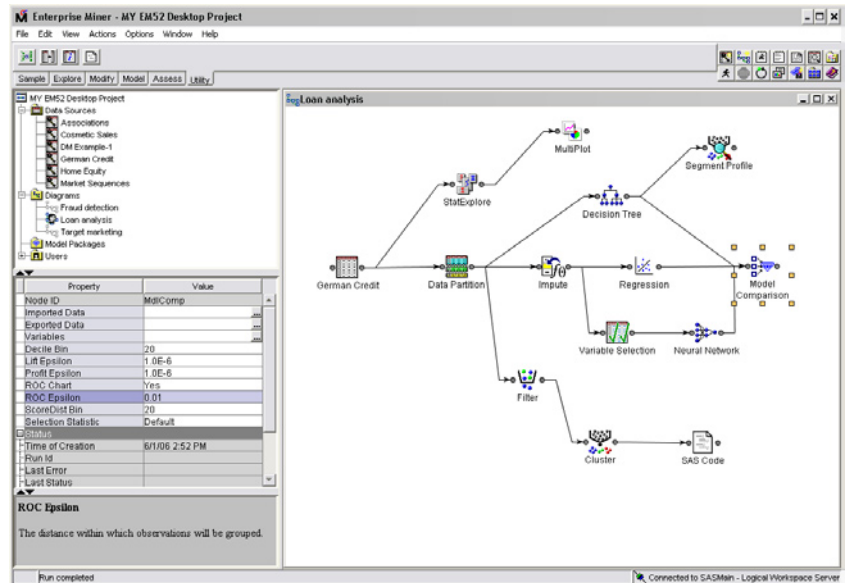 Enterprise Miner - MY EM52 Desktop Project
File Edit View Actions Options Window Help
Sample Explore Modify Model Assess Utility
MY EM52 Desktop Project
Data Sources
Associations
Cosmetic Sales
DM Example-1
German Credit
Home Equity
Market Sequences
Diagrams
Fraud detection
Loan analysis
Target marketing
Model Packages
Users
Property Value
Node ID MdlComp
Imported Data ...
Exported Data ...
Variables ...
Decile Bin 20
Lift Epsilon 1.0E-6
Profit Epsilon 1.0E-6
ROC Chart Yes
ROC Epsilon 0.01
ScoreDist Bin 20
Selection Statistic Default
Status
Time of Creation 6/1/06 2:52 PM
Run Id
Last Error
Last Status
ROC Epsilon
The distance within which observations will be grouped.
Loan analysis
MultiPlot
Segment Profile
StatExplore
Decision Tree
German Credit
Data Partition
Impute
Regression
Model
Comparison
Variable Selection
Neural Network
Filter
Cluster
SAS Code
Run completed
Connected to SASMain - Logical Workspace Server